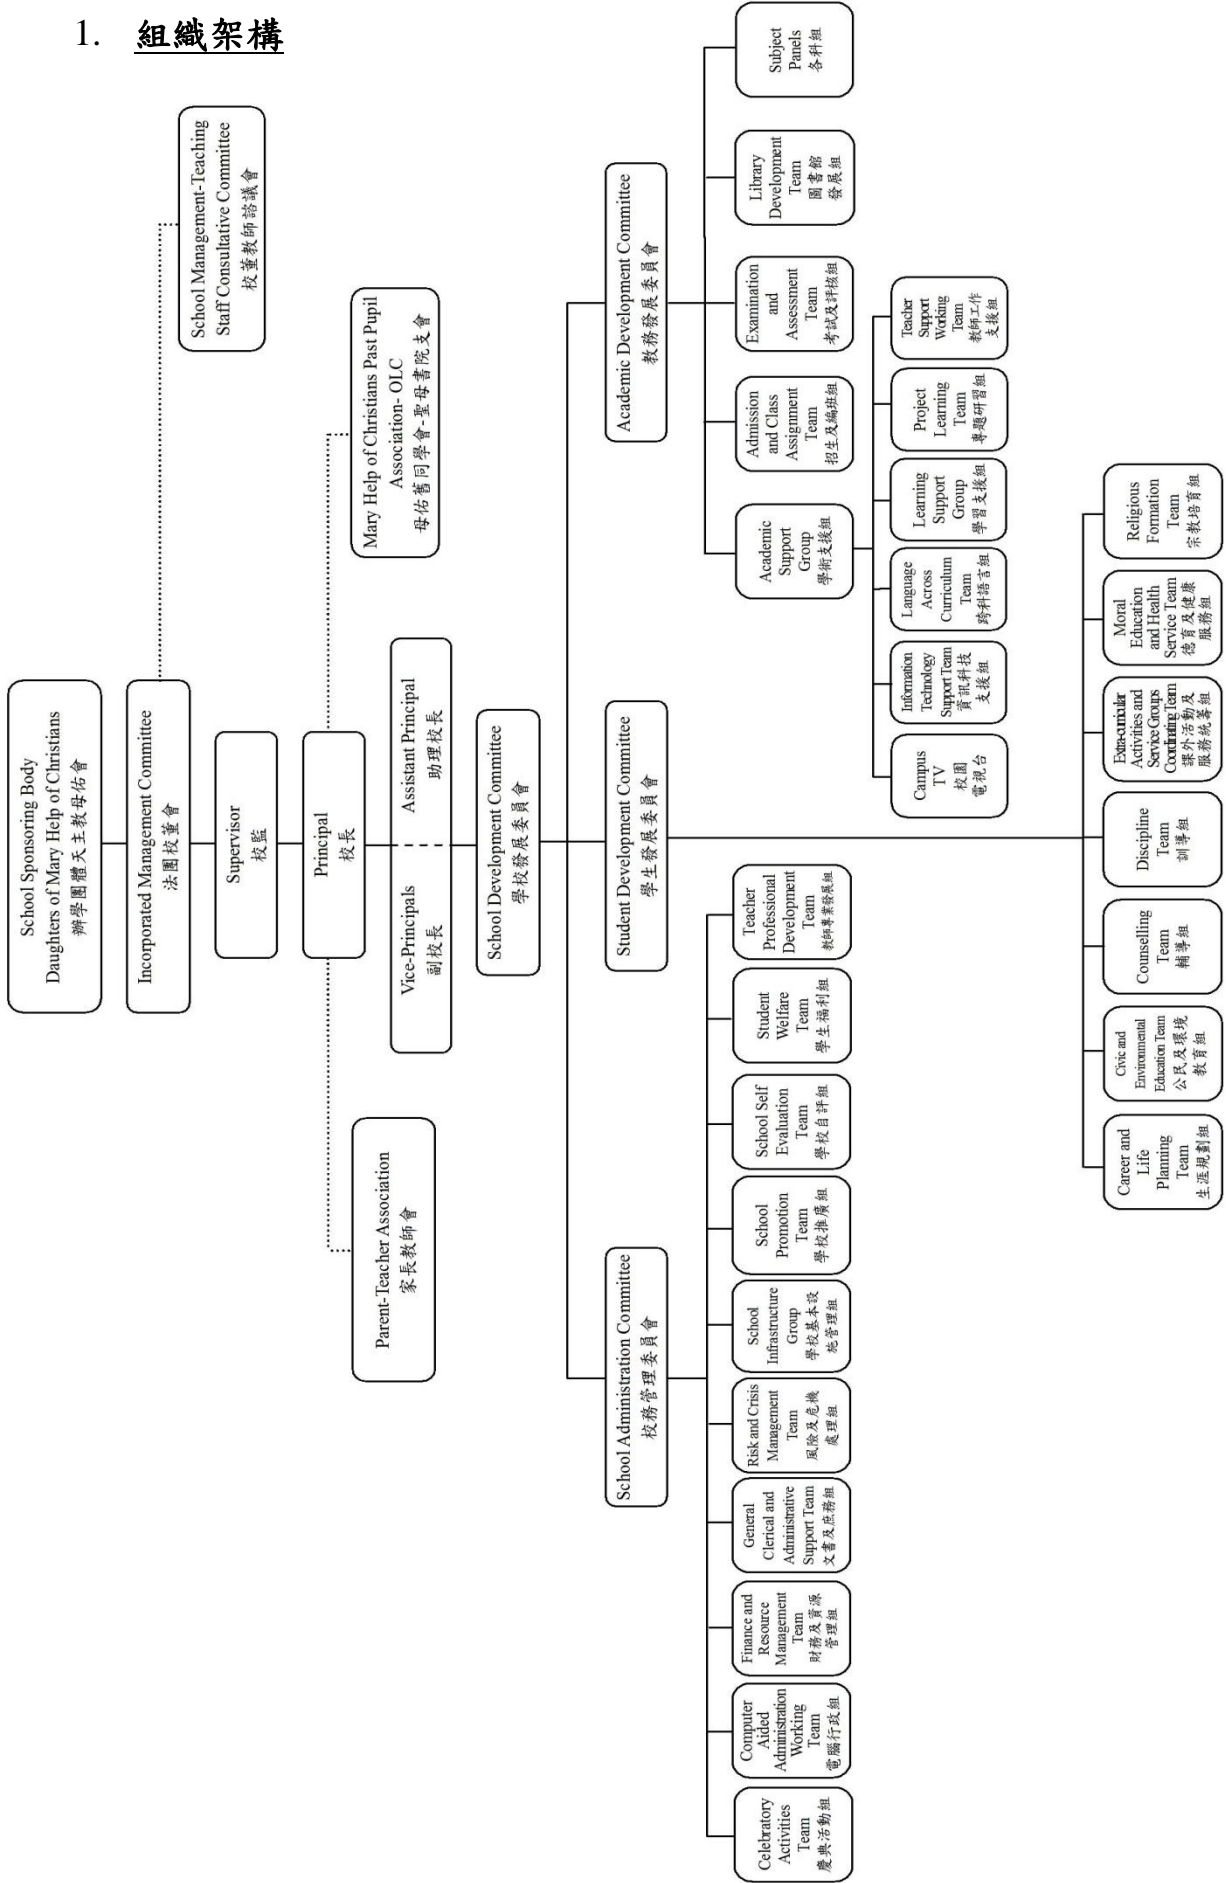 1. 組織架構
School Sponsoring Body
Daughters of Mary Help of Christians
辦學團體天主教母佑會
Incorporated Management Committee
法團校董會
School Management-Teaching
Staff Consultative Committee
校董教師諮議會
Supervisor
校監
Principal
校長
Parent-Teacher Association
家長教師會
Mary Help of Christians Past Pupil
Association- OLC
母佑舊同學會-聖母書院支會
Vice-Principals
副校長
Assistant Principal
助理校長
School Development Committee
學校發展委員會
School Administration Committee
校務管理委員會
Student Development Committee
學生發展委員會
Academic Development Committee
教務發展委員會
Celebratory
Activities
Team
慶典活動組
Computer
Aided
Administration
Working
Team
電腦行政組
Finance and
Resource
Management
Team
財務及資源
管理組
General
Clerical and
Administrative
Support Team
文書及庶務組
Risk and Crisis
Management
Team
風險及危機
處理組
School
Infrastructure
Group
學校基本設
施管理組
School
Promotion
Team
學校推廣組
School Self
Evaluation
Team
學校自評組
Student
Welfare
Team
學生福利組
Teacher
Professional
Development
Team
教師專業發展組
Academic
Support
Group
學術支援組
Admission
and Class
Assignment
Team
招生及編班組
Examination
and
Assessment
Team
考試及評核組
Library
Development
Team
圖書館
發展組
Subject
Panels
各科組
Campus
TV
校園
電視台
Information
Technology
Support Team
資訊科技
支援組
Language
Across
Curriculum
Team
跨科語言組
Learning
Support
Group
學習支援組
Project
Learning
Team
專題研習組
Teacher
Support
Working
Team
教師工作
支援組
Career and
Life
Planning
Team
生涯規劃組
Civic and
Environmental
Education Team
公民及環境
教育組
Counselling
Team
輔導組
Discipline
Team
訓導組
Extra-curricular
Activities and
Service Groups
Coordinating Team
課外活動及
服務統籌組
Moral
Education
and Health
Service Team
德育及健康
服務組
Religious
Formation
Team
宗教培育組